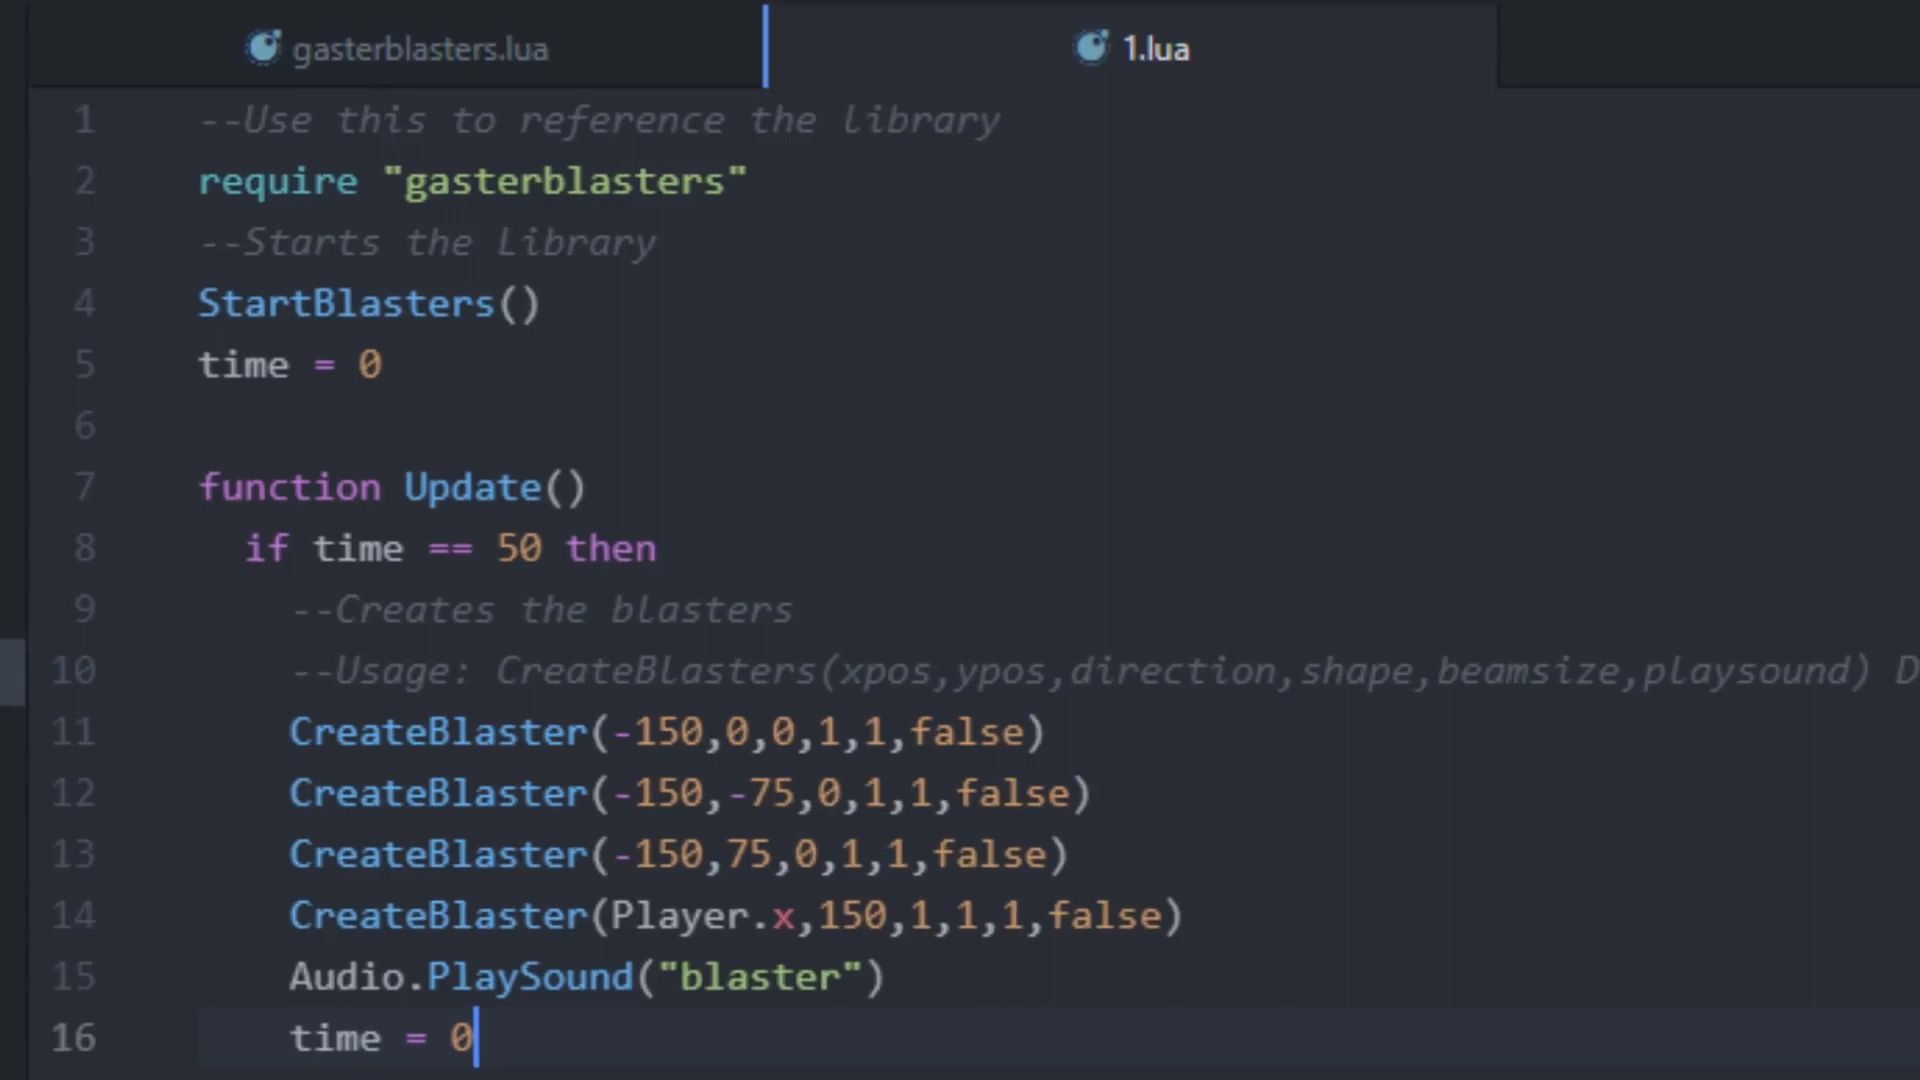 gasterblasters.lua
1.lua
1 --Use this to reference the library
2 require "gasterblasters"
3 --Starts the Library
4 StartBlasters()
5 time = 0
6
7 function Update()
8 if time == 50 then
9 --Creates the blasters
10 --Usage: CreateBlasters(xpos,ypos,direction,shape,beamsize,playsound) D
11 CreateBlaster(-150,0,0,1,1,false)
12 CreateBlaster(-150,-75,0,1,1,false)
13 CreateBlaster(-150,75,0,1,1,false)
14 CreateBlaster(Player.x,150,1,1,1,false)
15 Audio.PlaySound("blaster")
16 time = 0